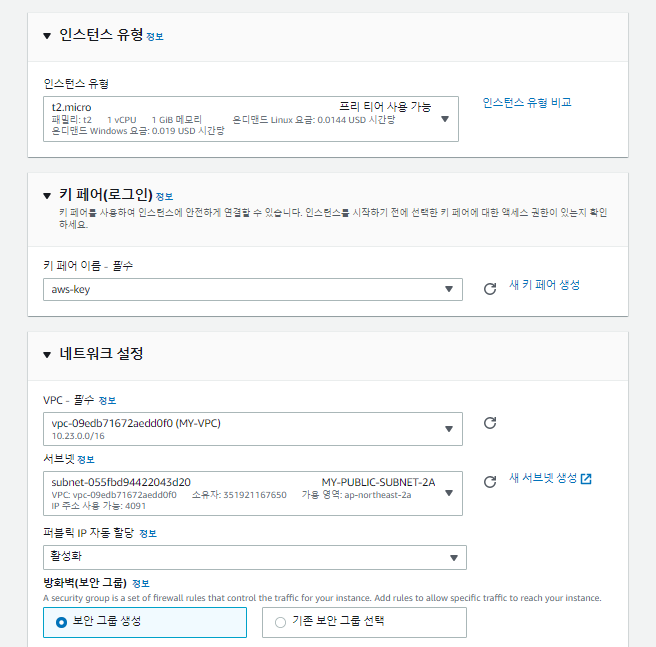 인스턴스 유형 정보
인스턴스 유형
t2.micro 프리 티어 사용 가능
패밀리: t2 1 vCPU 1 GiB 메모리 온디맨드 Linux 요금: 0.0144 USD 시간당
온디맨드 Windows 요금: 0.019 USD 시간당
인스턴스 유형 비교
키 페어(로그인) 정보
키 페어를 사용하여 인스턴스에 안전하게 연결할 수 있습니다. 인스턴스를 시작하기 전에 선택한 키 페어에 대한 액세스 권한이 있는지 확인
하세요.
키 페어 이름 - 필수
aws-key
새 키 페어 생성
네트워크 설정
VPC - 필수 정보
vpc-09edb71672aedd0f0 (MY-VPC)
10.23.0.0/16
서브넷 정보
subnet-055fbd94422043d20 MY-PUBLIC-SUBNET-2A
VPC: vpc-09edb71672aedd0f0 소유자: 351921167650 가용 영역: ap-northeast-2a
IP 주소 사용 가능: 4091
새 서브넷 생성
퍼블릭 IP 자동 할당 정보
활성화
방화벽(보안 그룹) 정보
A security group is a set of firewall rules that control the traffic for your instance. Add rules to allow specific traffic to reach your instance.
보안 그룹 생성 기존 보안 그룹 선택